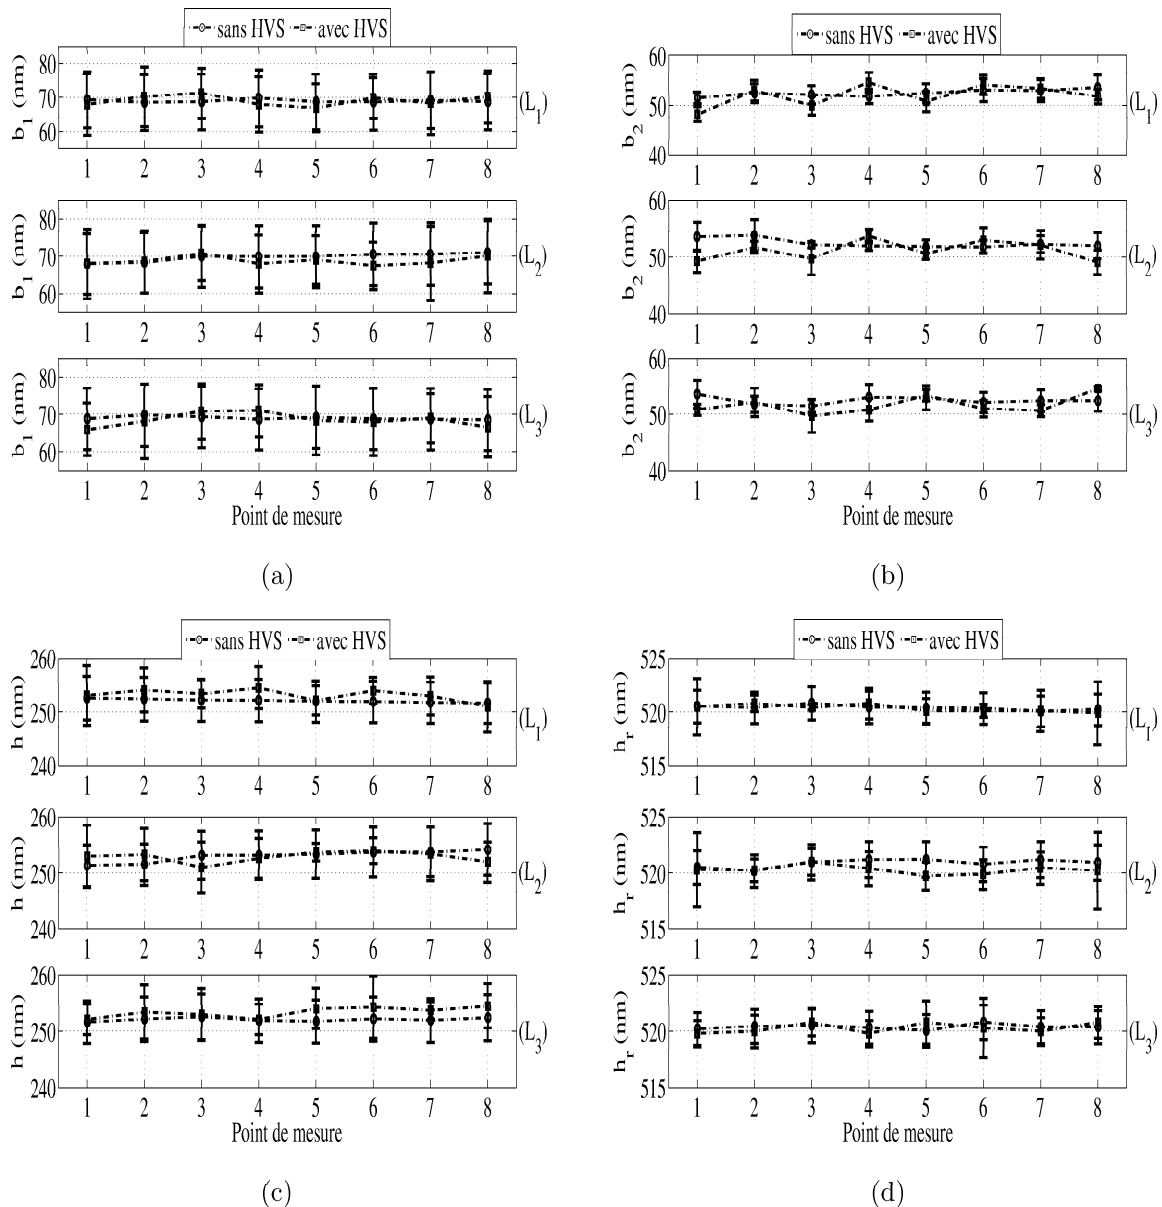 sans HVS avec HVS
80
70
60
b1 (nm)
(L1)
1 2 3 4 5 6 7 8
80
70
60
b1 (nm)
(L2)
1 2 3 4 5 6 7 8
80
70
60
b1 (nm)
(L3)
1 2 3 4 5 6 7 8
Point de mesure
(a)
sans HVS avec HVS
60
50
40
b2 (nm)
(L1)
1 2 3 4 5 6 7 8
60
50
40
b2 (nm)
(L2)
1 2 3 4 5 6 7 8
60
50
40
b2 (nm)
(L3)
1 2 3 4 5 6 7 8
Point de mesure
(b)
sans HVS avec HVS
260
250
240
h (nm)
(L1)
1 2 3 4 5 6 7 8
260
250
240
h (nm)
(L2)
1 2 3 4 5 6 7 8
260
250
240
h (nm)
(L3)
1 2 3 4 5 6 7 8
Point de mesure
(c)
sans HVS avec HVS
525
520
515
hr (nm)
(L1)
1 2 3 4 5 6 7 8
525
520
515
hr (nm)
(L2)
1 2 3 4 5 6 7 8
525
520
515
hr (nm)
(L3)
1 2 3 4 5 6 7 8
Point de mesure
(d)